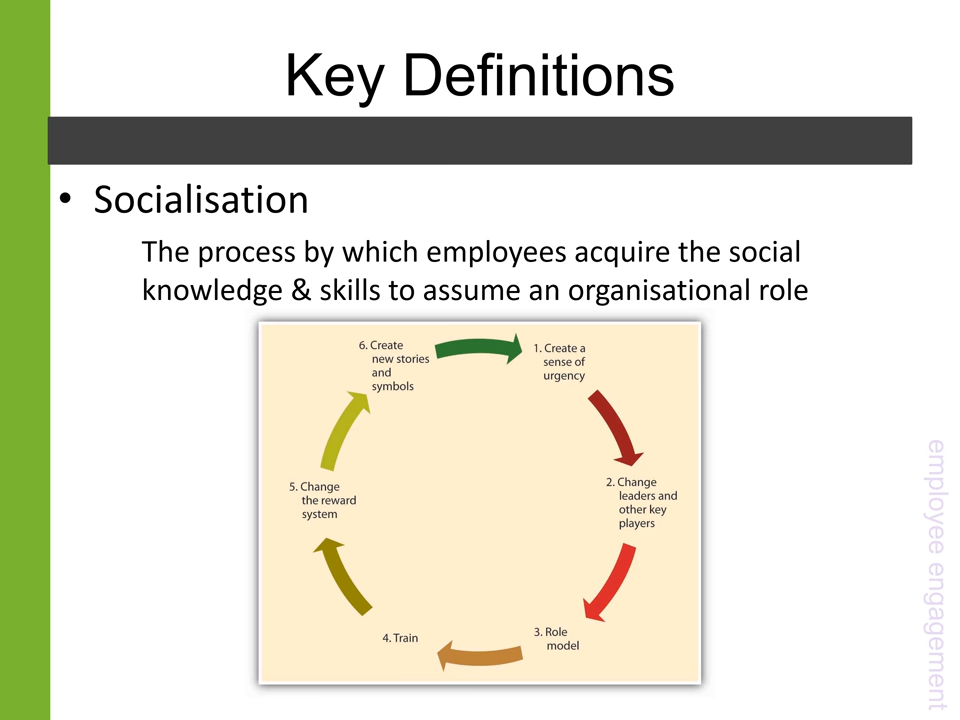 Key Definitions
• Socialisation
The process by which employees acquire the social
knowledge & skills to assume an organisational role
6. Create
new stories
and
symbols
1. Create a
sense of
urgency
2. Change
leaders and
other key
players
3. Role
model
4. Train
5. Change
the reward
system
employee engagement